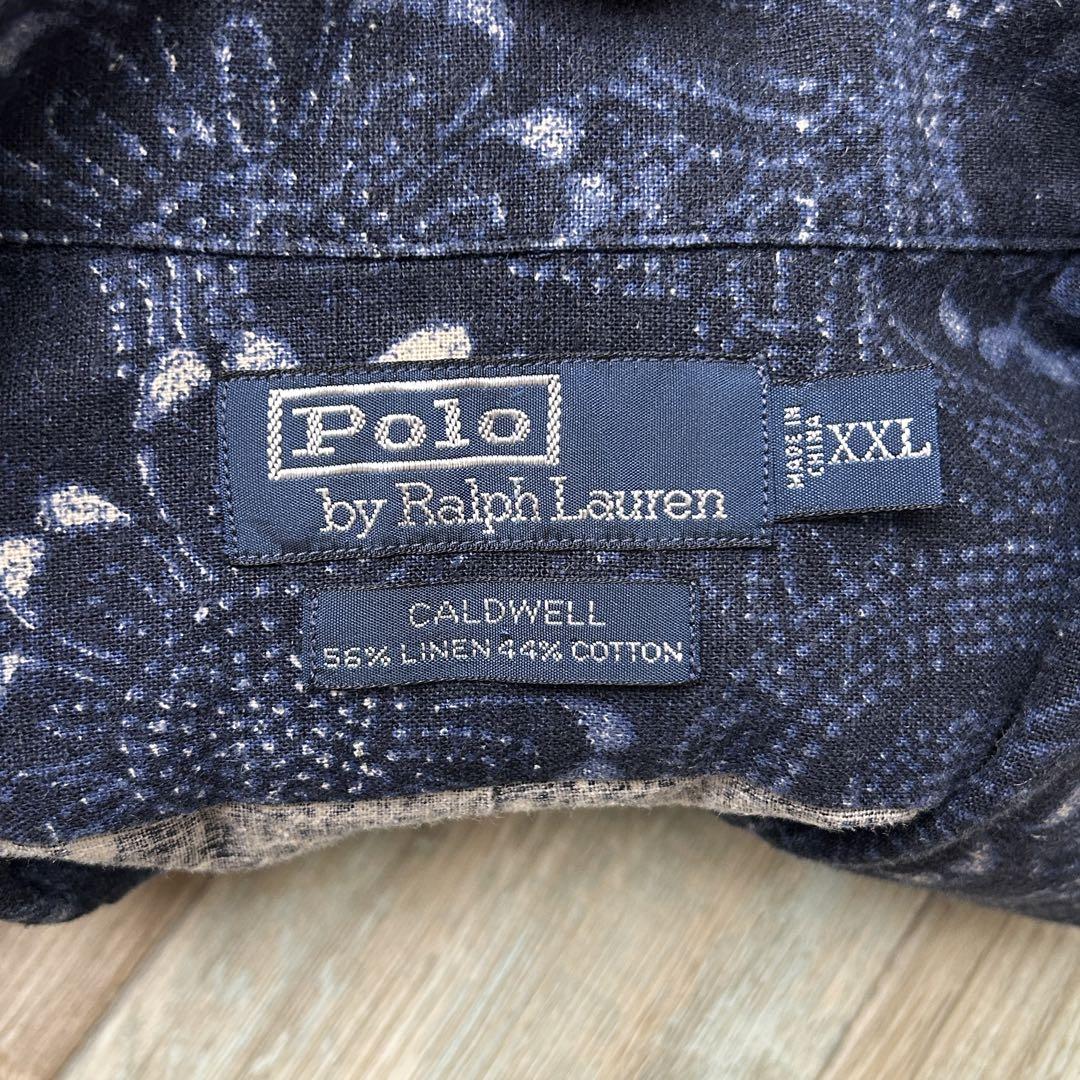 Polo
by Ralph Lauren
MADE IN
CHINA
XXL
CALDWELL
56% LINEN 44% COTTON